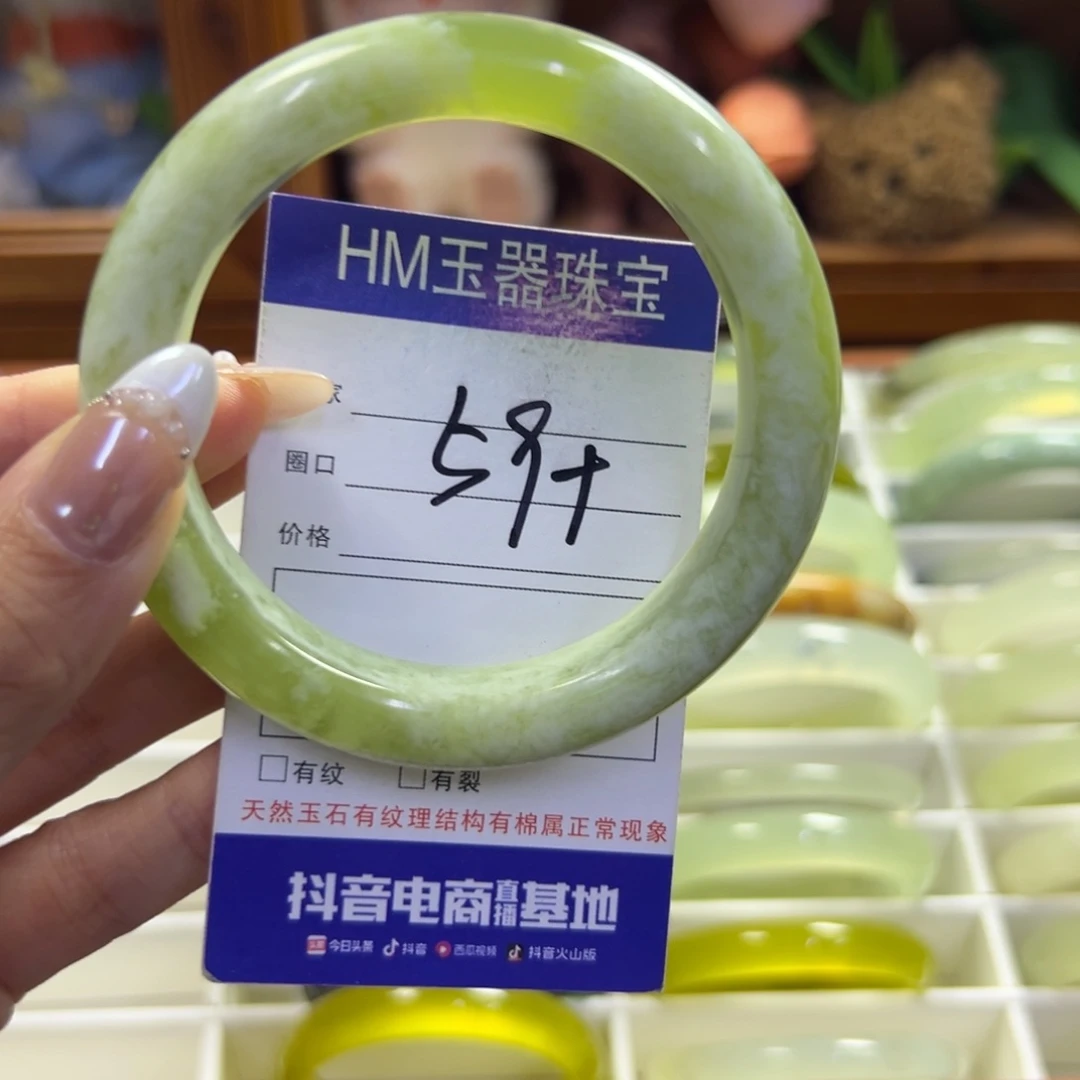 HM玉器珠宝
家
圈口
59+
价格
有纹 有裂
天然玉石有纹理结构有棉属正常现象
抖音电商直播基地
今日头条 抖音 西瓜视频 抖音火山版